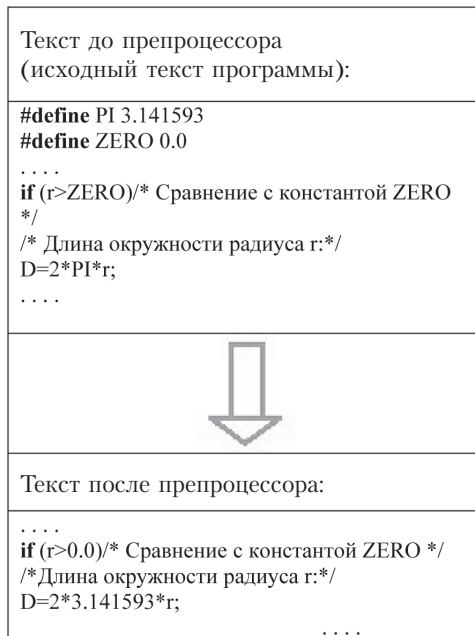 Текст до препроцессора
(исходный текст программы):
#define PI 3.141593
#define ZERO 0.0
. . . .
if (r>ZERO)/* Сравнение с константой ZERO
*/
/* Длина окружности радиуса r:*/
D=2*PI*r;
. . . .
Текст после препроцессора:
. . . .
if (r>0.0)/* Сравнение с константой ZERO */
/*Длина окружности радиуса r:*/
D=2*3.141593*r;
. . . .